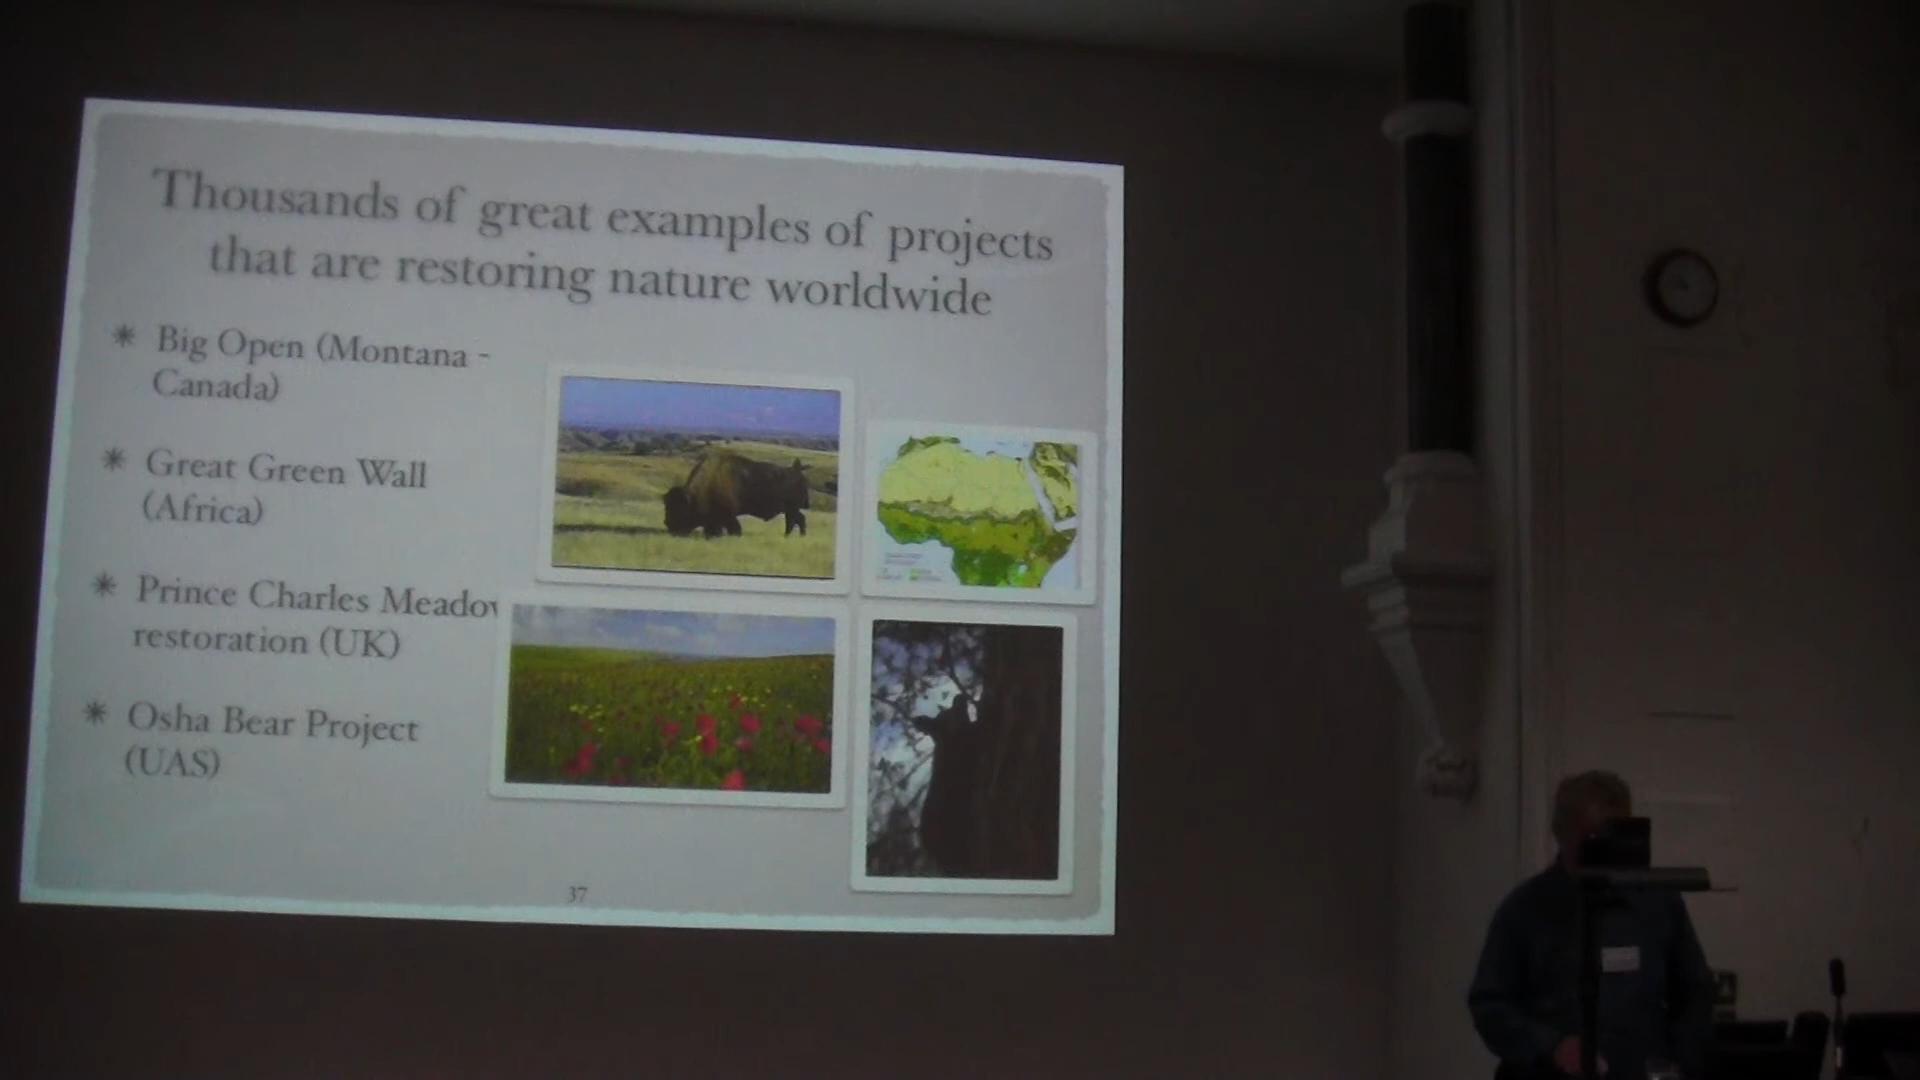 Thousands of great examples of projects
that are restoring nature worldwide
✴ Big Open (Montana -
Canada)
✴ Great Green Wall
(Africa)
✴ Prince Charles Meadow
restoration (UK)
✴ Osha Bear Project
(UAS)
37